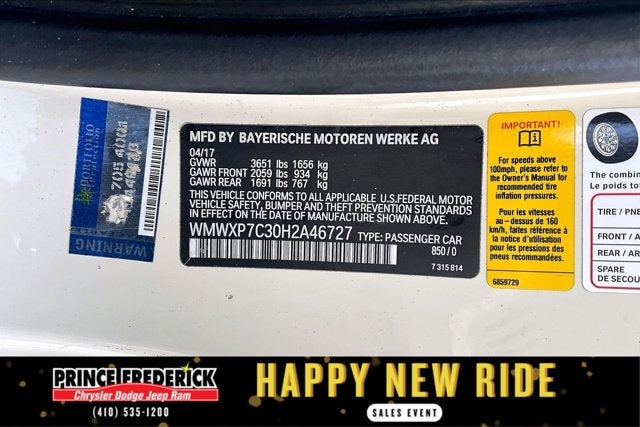 MFD BY BAYERISCHE MOTOREN WERKE AG
04/17
GVWR 3651 lbs 1656 kg
GAWR FRONT 2059 lbs 934 kg
GAWR REAR 1691 lbs 767 kg
THIS VEHICLE CONFORMS TO ALL APPLICABLE U.S.FEDERAL MOTOR
VEHICLE SAFETY, BUMPER AND THEFT PREVENTION STANDARDS
IN EFFECT ON THE DATE OF MANUFACTURE SHOWN ABOVE.
WMWXP7C30H2A46727 TYPE: PASSENGER CAR
850/0
7 315 814
WARNING
705 4001
IMPORTANT!
For speeds above
100mph, please refer to
the Owner's Manual for
recommended tire
inflation pressures.
Pour les vitesses
au – dessus de 160
km/h, faites référence à
la notice d'utilisation
pour les pressions des
pneus recommandées.
6859729
The combine
Le poids to
TIRE / PNE
FRONT / A
REAR / AR
SPARE
DE SECOU
PRINCE FREDERICK
Chrysler Dodge Jeep Ram
(410) 535-1200
HAPPY NEW RIDE
SALES EVENT